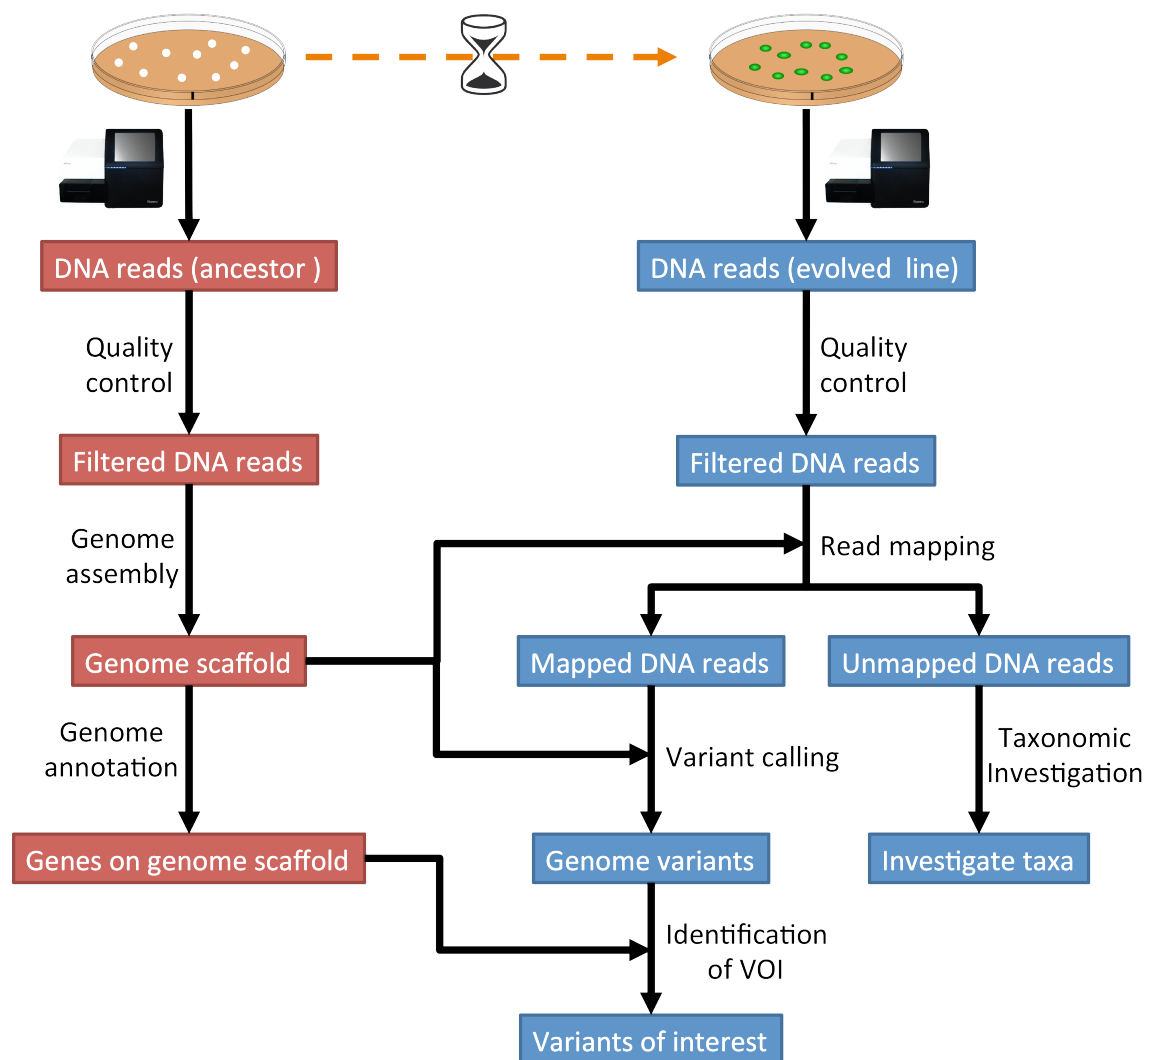 DNA reads (ancestor )
DNA reads (evolved  line)
Quality
control
Quality
control
Filtered DNA reads
Filtered DNA reads
Genome
assembly
Read mapping
Genome scaffold
Mapped DNA reads
Unmapped DNA reads
Genome
annotation
Variant calling
Taxonomic
Investigation
Genes on genome scaffold
Genome variants
Investigate taxa
Identification
of VOI
Variants of interest